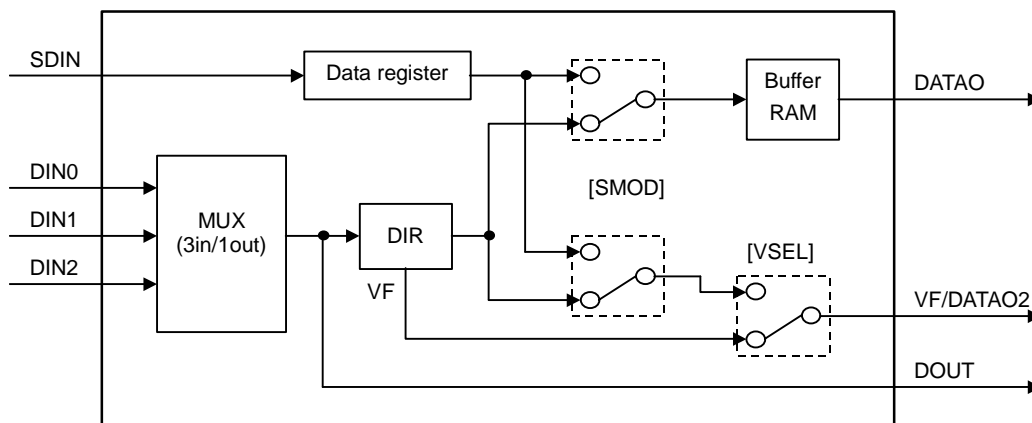 SDIN
Data register
Buffer
RAM
DATAO
DIN0
DIN1
DIN2
MUX
(3in/1out)
DIR
VF
[SMOD]
[VSEL]
VF/DATAO2
DOUT